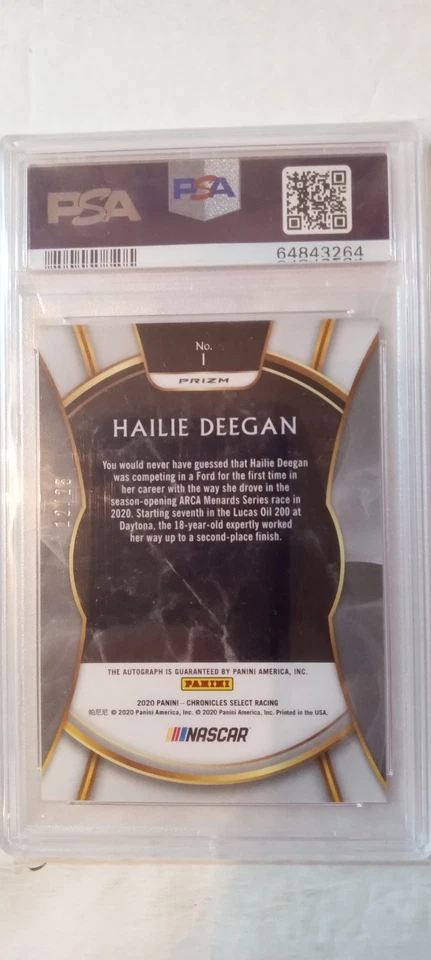 PSA
PSA
64843264
No.
1
PRIZM
HAILIE DEEGAN
You would never have guessed that Hailie Deegan
was competing in a Ford for the first time in
her career with the way she drove in the
season-opening ARCA Menards Series race in
2020. Starting seventh in the Lucas Oil 200 at
Daytona, the 18-year-old expertly worked
her way up to a second-place finish.
THE AUTOGRAPH IS GUARANTEED BY PANINI AMERICA, INC.
PANINI
2020 PANINI – CHRONICLES SELECT RACING
帕尼尼 © 2020 Panini America, Inc. © 2020 Panini America, Inc. Printed in the USA.
NASCAR